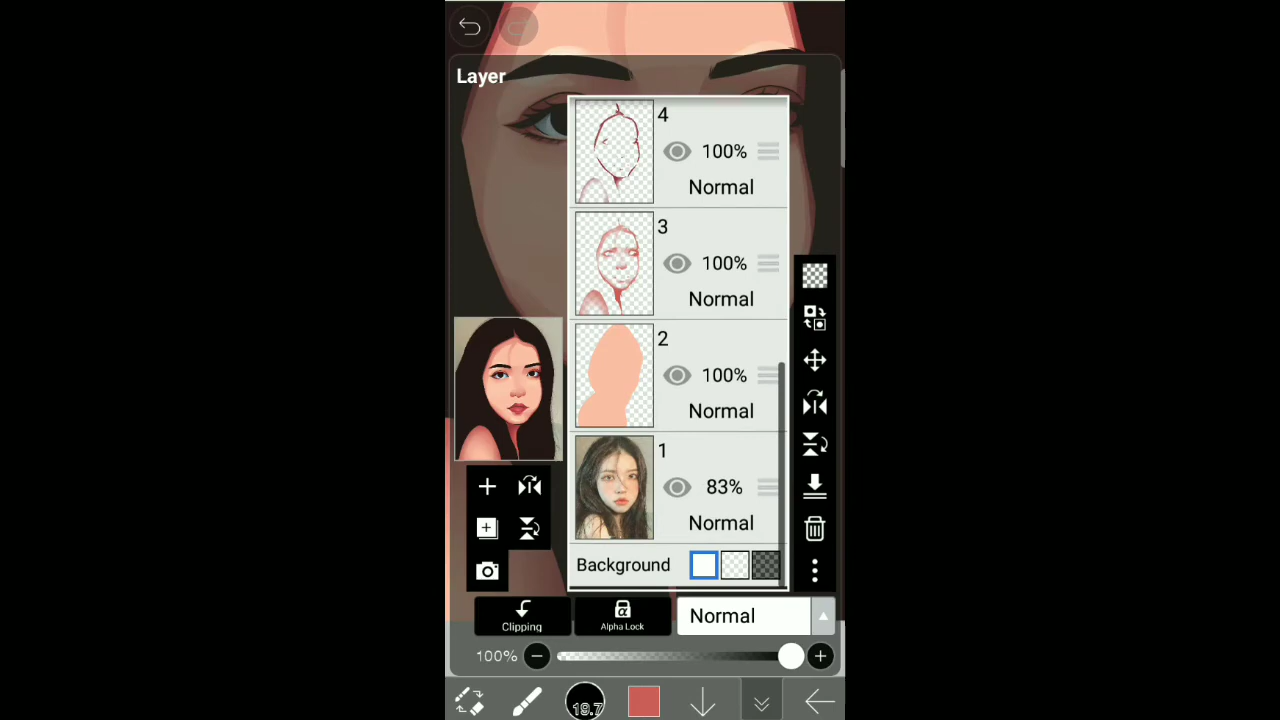 Layer
4
100%
Normal
3
100%
Normal
2
100%
Normal
1
83%
Normal
Background
Clipping
Alpha Lock
Normal
100%
19.7